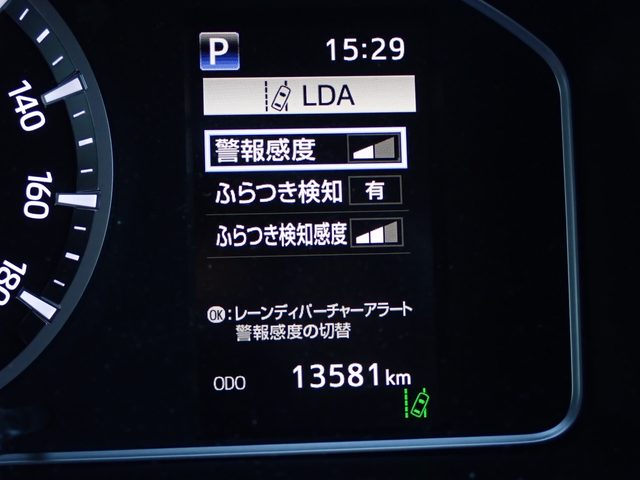 P 15:29
LDA
警報感度
ふらつき検知 有
ふらつき検知感度
OK:レーンディパーチャーアラート
警報感度の切替
ODO 13581km
140
160
180